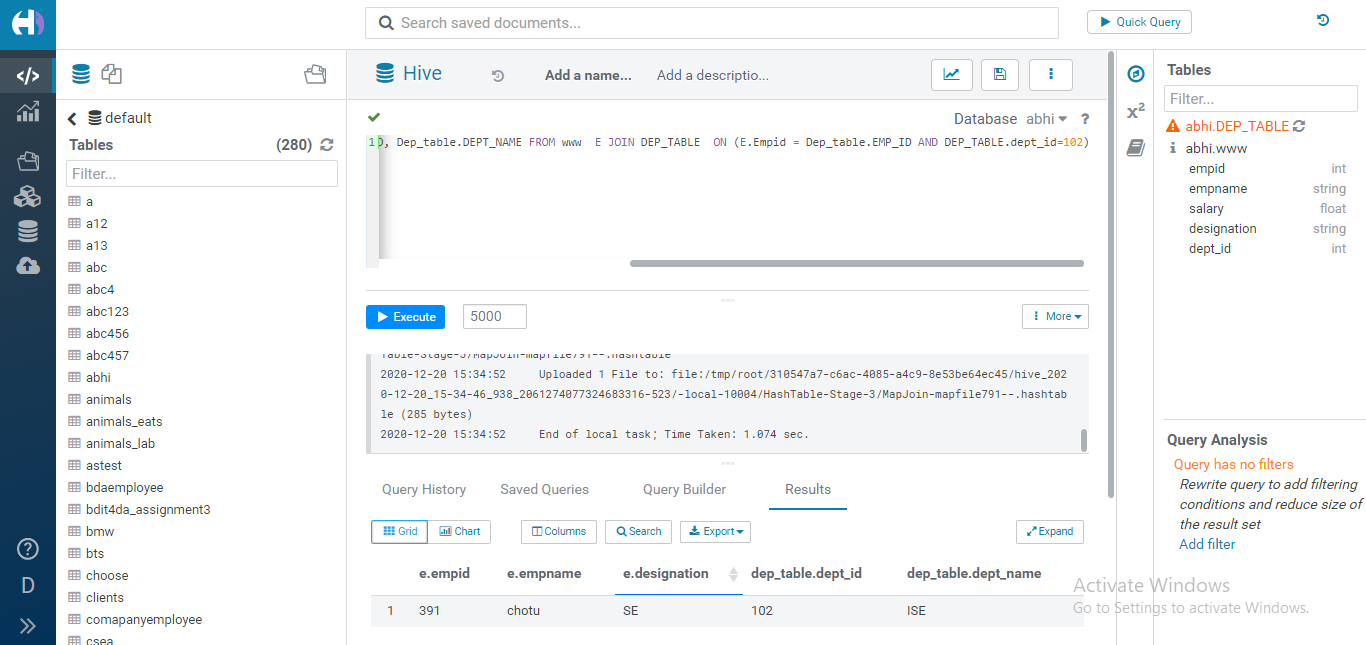 Search saved documents...
Quick Query
Hive
Add a name...
Add a descriptio...
default
Tables
(280)
Filter...
a
a12
a13
abc
abc4
abc123
abc456
abc457
abhi
animals
animals_eats
animals_lab
astest
bdaemployee
bdit4da_assignment3
bmw
bts
choose
clients
comapanyemployee
csea
D
Database abhi ?
1 D, Dep_table.DEPT_NAME FROM www E JOIN DEP_TABLE ON (E.Empid = Dep_table.EMP_ID AND DEP_TABLE.dept_id=102)
Execute
5000
More
Table-Stage-3/MapJoin-mapfile791--.hashtable
2020-12-20 15:34:52 Uploaded 1 File to: file:/tmp/root/310547a7-c6ac-4085-a4c9-8e53be64ec45/hive_202
0-12-20_15-34-46_938_2061274077324683316-523/-local-10004/HashTable-Stage-3/MapJoin-mapfile791--.hashtab
le (285 bytes)
2020-12-20 15:34:52 End of local task; Time Taken: 1.074 sec.
Query History Saved Queries Query Builder Results
Grid Chart Columns Search Export Expand
e.empid e.empname e.designation dep_table.dept_id dep_table.dept_name
1 391 chotu SE 102 ISE
x²
Tables
Filter...
abhi.DEP_TABLE
abhi.www
empid int
empname string
salary float
designation string
dept_id int
Query Analysis
Query has no filters
Rewrite query to add filtering
conditions and reduce size of
the result set
Add filter
Activate Windows
Go to Settings to activate Windows.